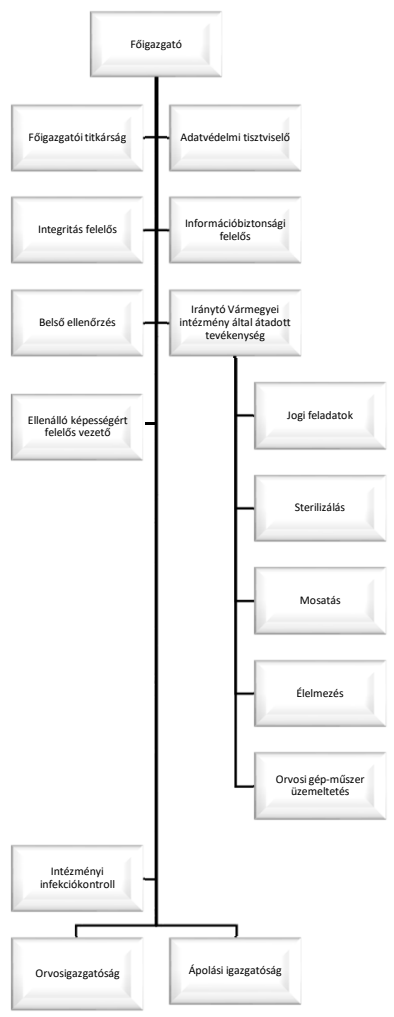 Főigazgató
Főigazgatói titkárság
Adatvédelmi tisztviselő
Integritás felelős
Információbiztonsági
felelős
Belső ellenőrzés
Iránytó Vármegyei
intézmény által átadott
tevékenység
Ellenálló képességért
felelős vezető
Jogi feladatok
Sterilizálás
Mosatás
Élelmezés
Orvosi gép-műszer
üzemeltetés
Intézményi
infekciókontroll
Orvosigazgatóság
Ápolási igazgatóság